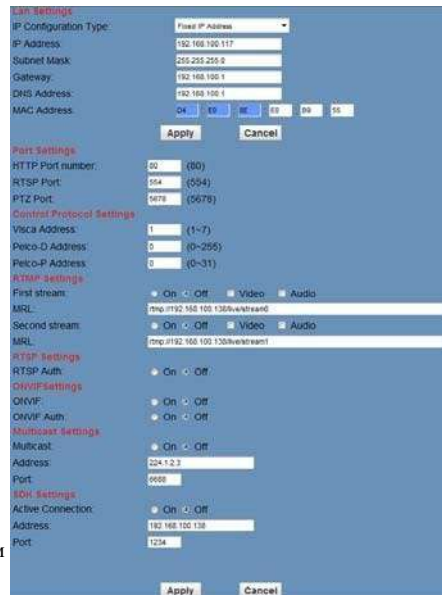 Lan Settings
IP Configuration Type: Fixed IP Address
IP Address: 192.168.100.117
Subnet Mask: 255.255.255.0
Gateway: 192.168.100.1
DNS Address: 192.168.100.1
MAC Address:
Apply Cancel
Port Settings
HTTP Port number: 80 (80)
RTSP Port: 554 (554)
PTZ Port: 5678 (5678)
Control Protocol Settings
Visca Address: 1 (1~7)
Pelco-D Address: 0 (0~255)
Pelco-P Address: 0 (0~31)
RTMP Settings
First stream: On Off Video Audio
MRL: rtmp://192.168.100.138/live/stream0
Second stream: On Off Video Audio
MRL: rtmp://192.168.100.138/live/stream1
RTSP Settings
RTSP Auth: On Off
ONVIFSettings
ONVIF: On Off
ONVIF Auth: On Off
Multicast Settings
Multicast: On Off
Address: 224.1.2.3
Port: 6688
SDK Settings
Active Connection: On Off
Address: 192.168.100.138
M
Port: 1234
Apply Cancel